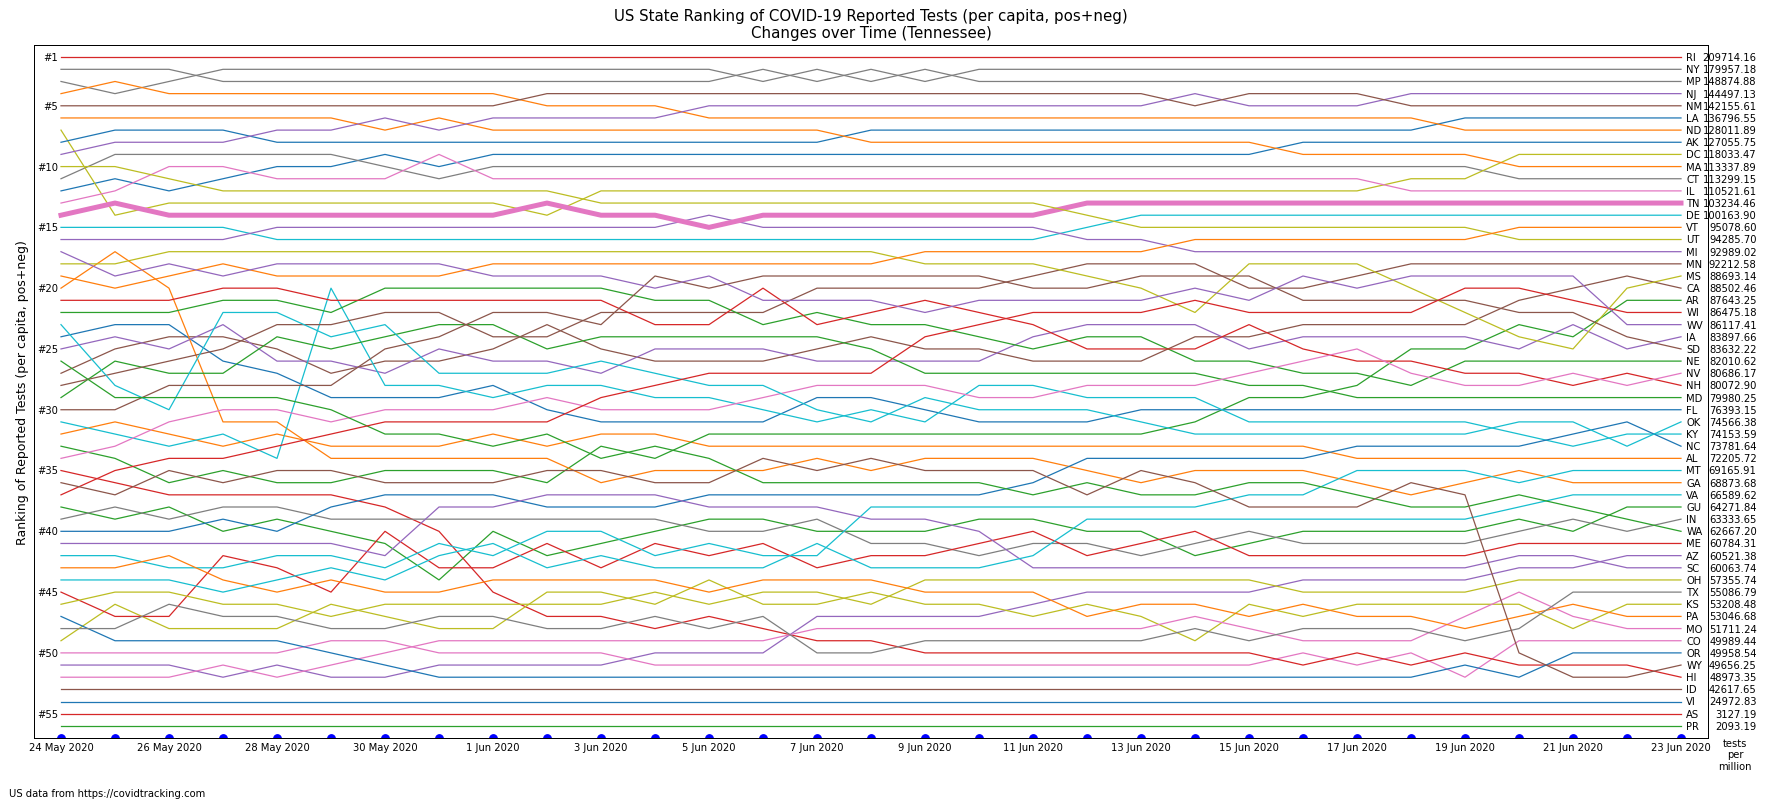 US State Ranking of COVID-19 Reported Tests (per capita, pos+neg)
Changes over Time (Tennessee)
Ranking of Reported Tests (per capita, pos+neg)
#1
#5
#10
#15
#20
#25
#30
#35
#40
#45
#50
#55
RI 209714.16
NY 179957.18
MP 148874.88
NJ 144497.13
NM 142155.61
LA 136796.55
ND 128011.89
AK 127055.75
DC 118033.47
MA 113337.89
CT 113299.15
IL 110521.61
TN 103234.46
DE 100163.90
VT 95078.60
UT 94285.70
MI 92989.02
MN 92212.58
MS 88693.14
CA 88502.46
AR 87643.25
WI 86475.18
WV 86117.41
IA 83897.66
SD 83632.22
NE 82010.62
NV 80686.17
NH 80072.90
MD 79980.25
FL 76393.15
OK 74566.38
KY 74153.59
NC 73781.64
AL 72205.72
MT 69165.91
GA 68873.68
VA 66589.62
GU 64271.84
IN 63333.65
WA 62667.20
ME 60784.31
AZ 60521.38
SC 60063.74
OH 57355.74
TX 55086.79
KS 53208.48
PA 53046.68
MO 51711.24
CO 49989.44
OR 49958.54
WY 49656.25
HI 48973.35
ID 42617.65
VI 24972.83
AS 3127.19
PR 2093.19
24 May 2020 26 May 2020 28 May 2020 30 May 2020 1 Jun 2020 3 Jun 2020 5 Jun 2020 7 Jun 2020 9 Jun 2020 11 Jun 2020 13 Jun 2020 15 Jun 2020 17 Jun 2020 19 Jun 2020 21 Jun 2020 23 Jun 2020
tests
per
million
US data from https://covidtracking.com